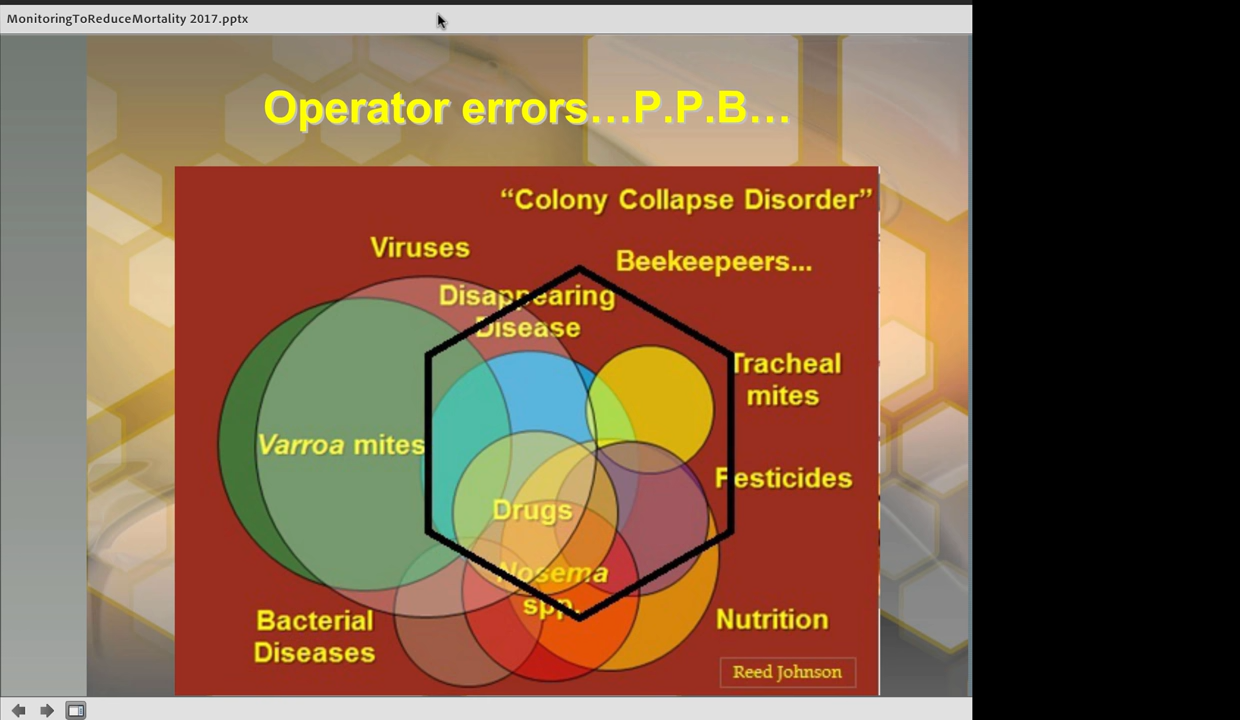 MonitoringToReduceMortality 2017.pptx
Operator errors...P.P.B...
“Colony Collapse Disorder”
Viruses
Beekeepers...
Disappearing
Disease
Tracheal
mites
Varroa mites
Pesticides
Drugs
Nosema
spp.
Bacterial
Diseases
Nutrition
Reed Johnson